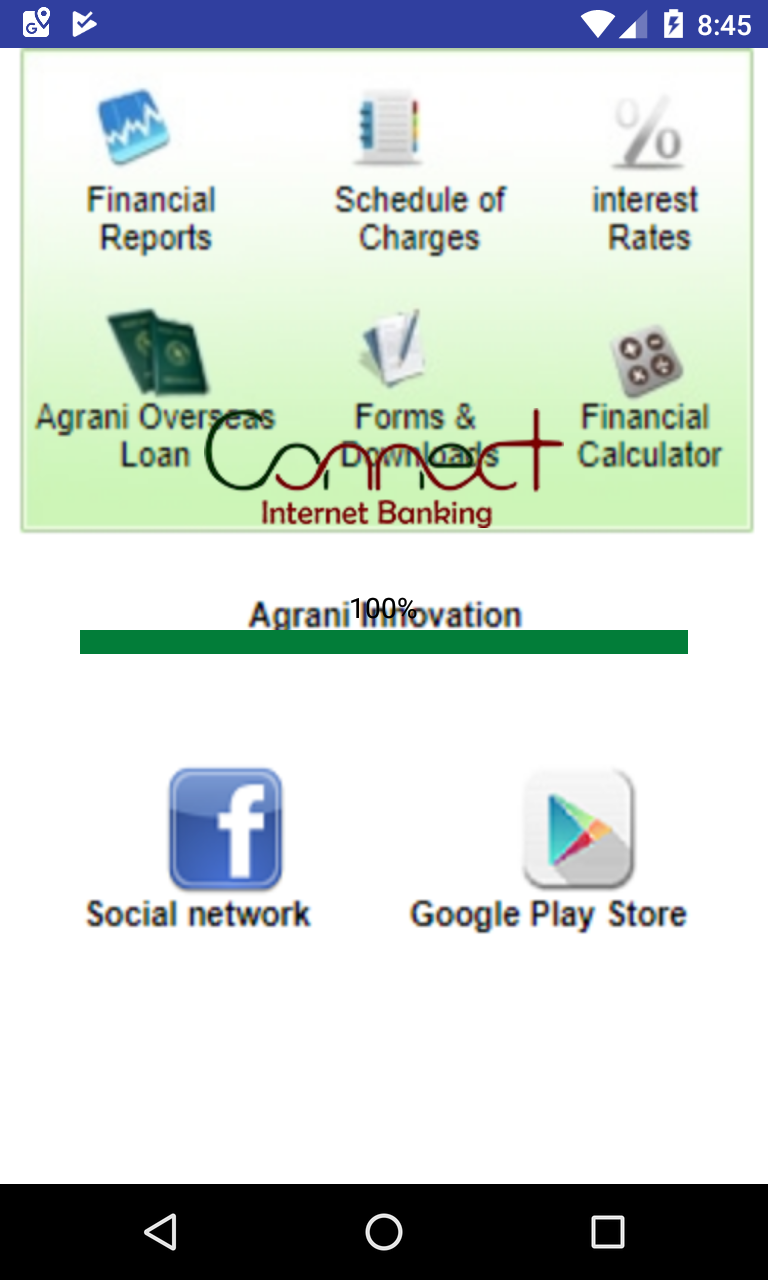 8:45
Financial Reports
Schedule of Charges
interest Rates
Agrani Overseas Loan
Forms & Downloads
Financial Calculator
Connect
Internet Banking
Agrani Innovation
100%
Social network
Google Play Store